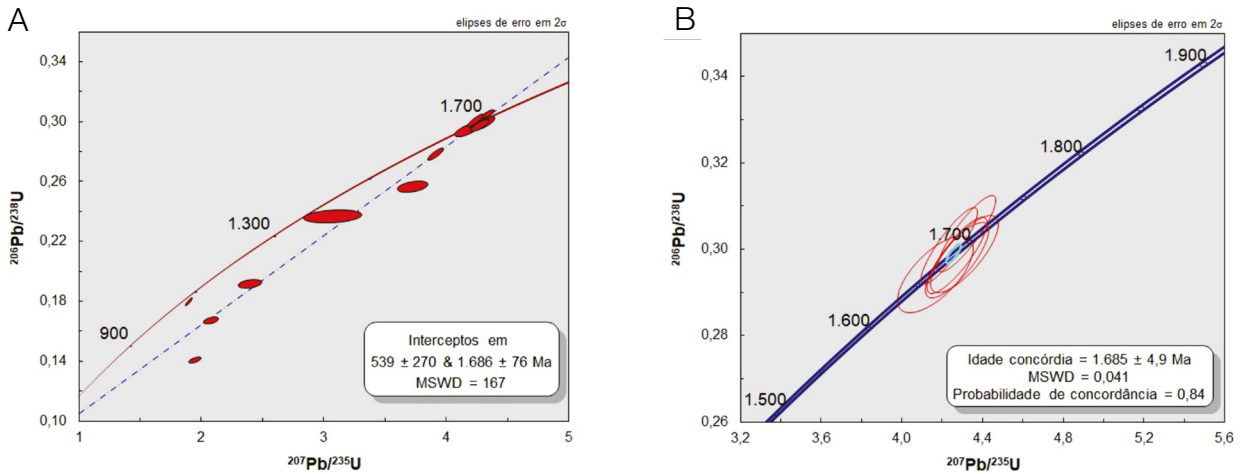 A
elipses de erro em 2σ
0,34
0,30
0,26
0,22
0,18
0,14
0,10
²⁰⁶Pb/²³⁸U
1.700
1.300
900
Interceptos em
539 ± 270 & 1.686 ± 76 Ma
MSWD = 167
1 2 3 4 5
²⁰⁷Pb/²³⁵U
B
elipses de erro em 2σ
0,34
0,32
0,30
0,28
0,26
²⁰⁶Pb/²³⁸U
1.900
1.800
1.700
1.600
1.500
Idade concórdia = 1.685 ± 4,9 Ma
MSWD = 0,041
Probabilidade de concordância = 0,84
3,2 3,6 4,0 4,4 4,8 5,2 5,6
²⁰⁷Pb/²³⁵U